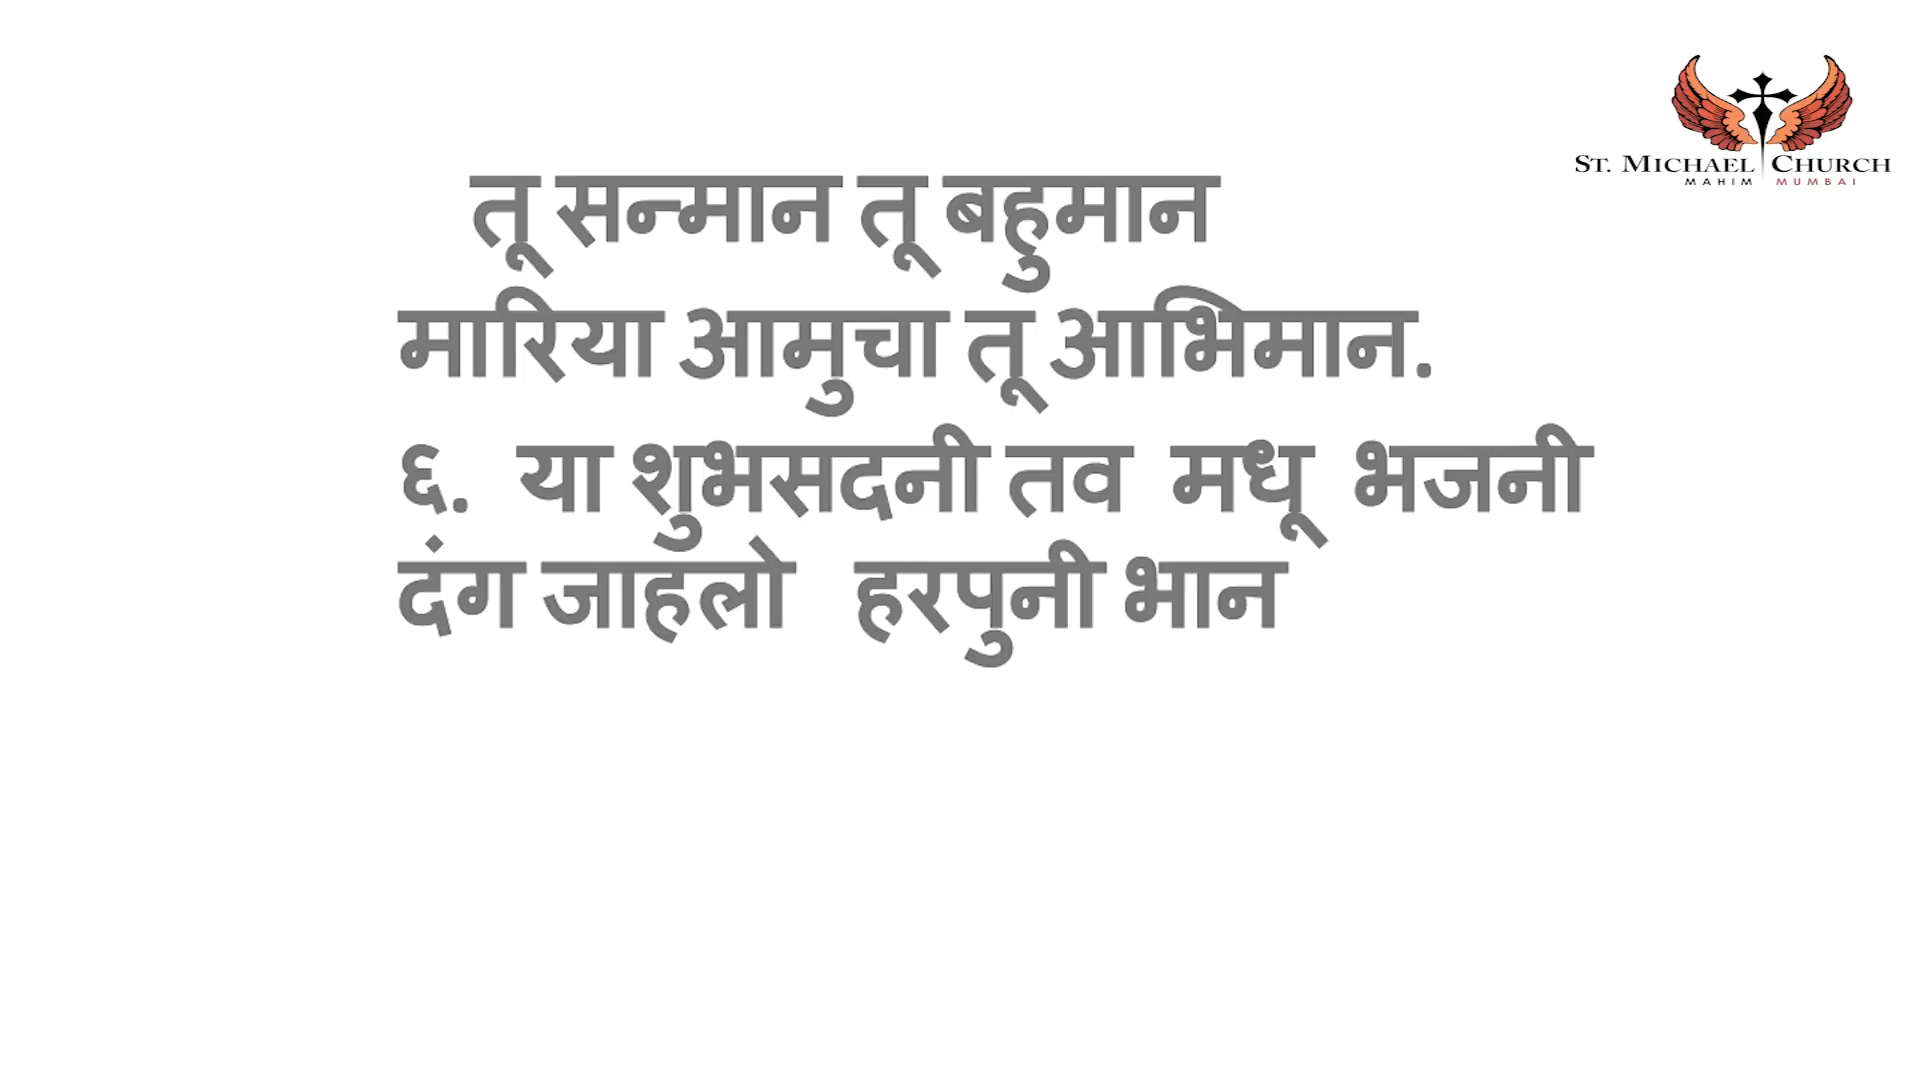 तू सन्मान तू बहुमान
मारिया आमुचा तू आभिमान.
६. या शुभसदनी तव मधू भजनी
दंग जाहलो हरपुनी भान
ST. MICHAEL CHURCH
MAHIM MUMBAI